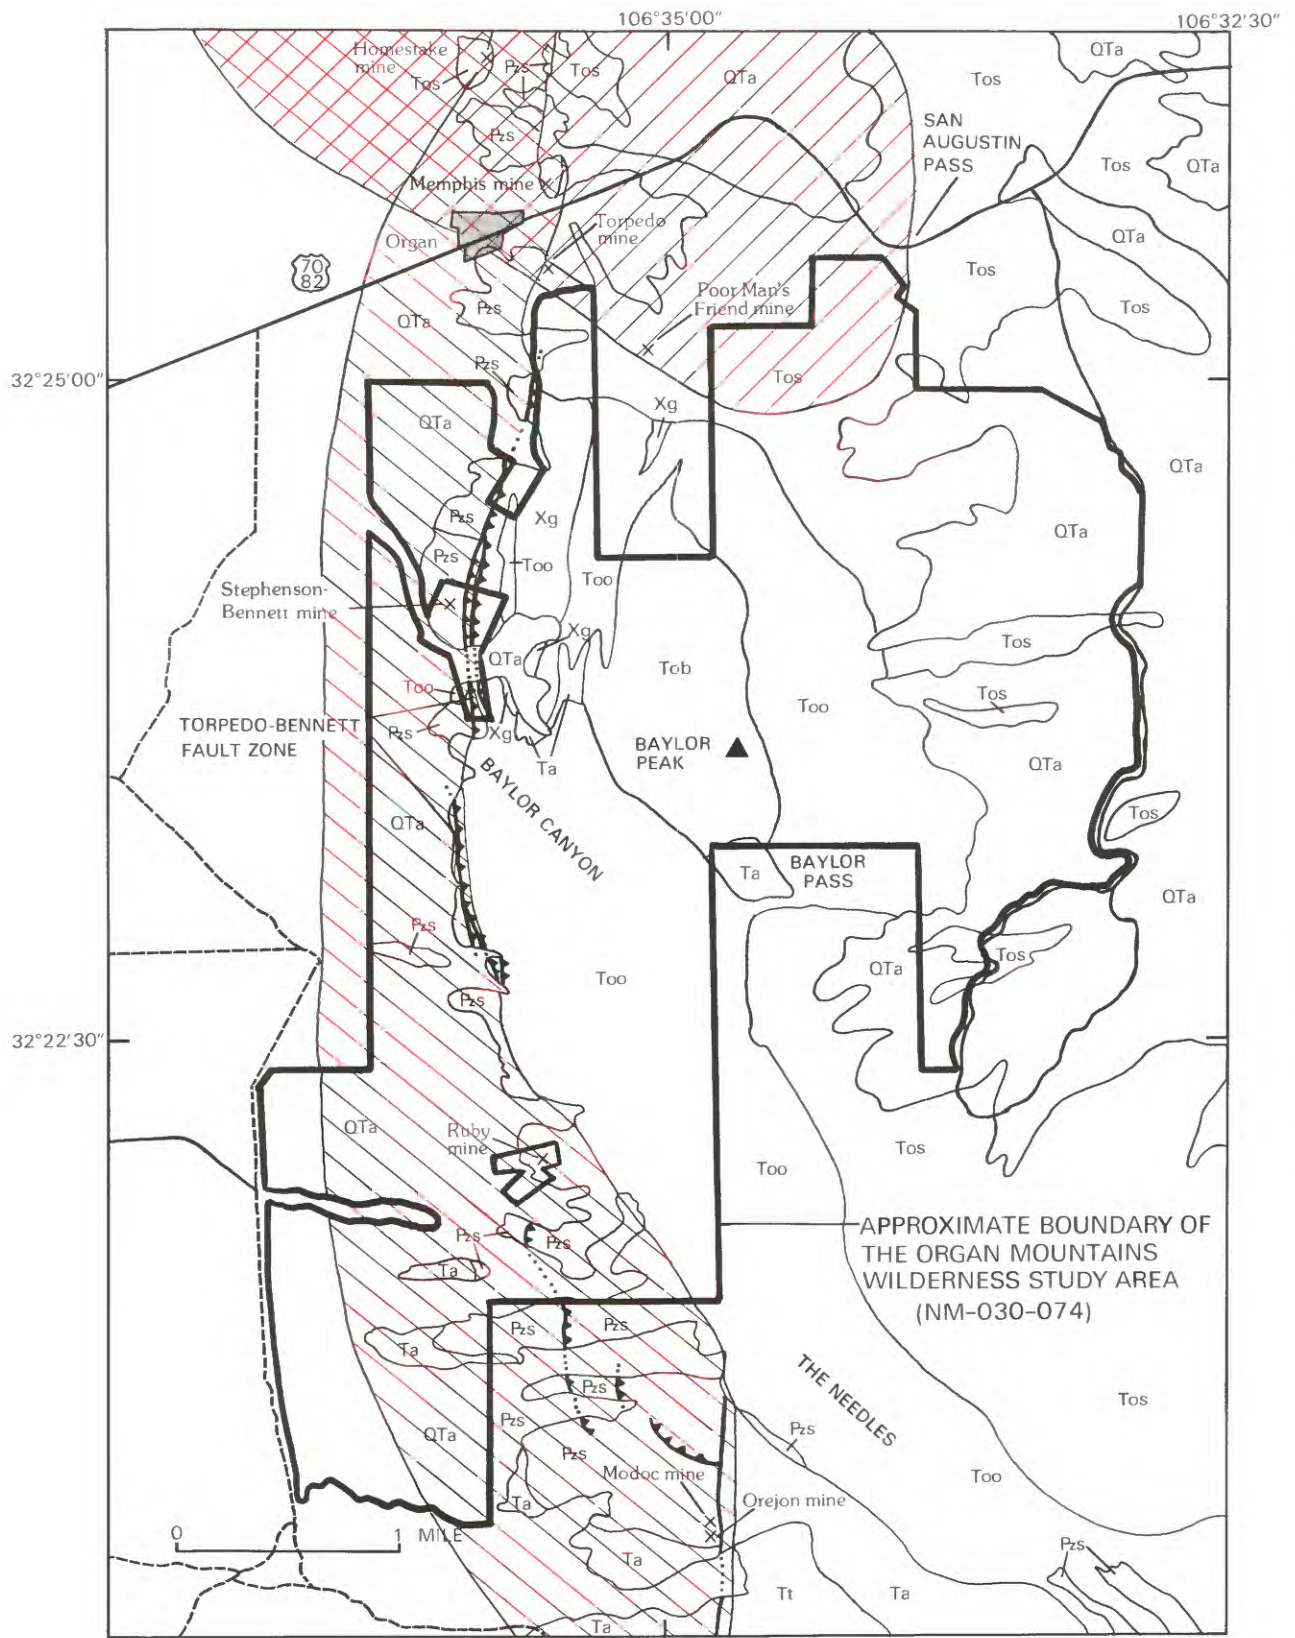 106°35'00"
106°32'30"
Homestake
mine
Tos
Pzs
Tos
QTa
Tos
QTa
Pzs
SAN
AUGUSTIN
PASS
Tos
QTa
Memphis mine
Organ
Torpedo
mine
QTa
Tos
70
82
Poor Man's
Friend mine
Pzs
QTa
Tos
32°25'00"
Pzs
Tos
Xg
QTa
QTa
Pzs
Xg
QTa
Pzs
Too
Too
Stephenson-
Bennett mine
Xg
QTa
Tos
Too
Tob
Tos
TORPEDO-BENNETT
FAULT ZONE
Pzs
Xg
Too
Ta
BAYLOR
PEAK
QTa
BAYLOR CANYON
QTa
Tos
Ta
BAYLOR
PASS
QTa
Pzs
Too
QTa
Tos
Pzs
32°22'30"
QTa
Ruby
mine
Too
Tos
Pzs
Pzs
APPROXIMATE BOUNDARY OF
THE ORGAN MOUNTAINS
WILDERNESS STUDY AREA
(NM-030-074)
Ta
Pzs
Pzs
Ta
THE NEEDLES
Pzs
Tos
Pzs
QTa
Pzs
Pzs
Too
Modoc mine
Ta
Orejon mine
0
1 MILE
Ta
Pzs
Tt
Ta
Ta